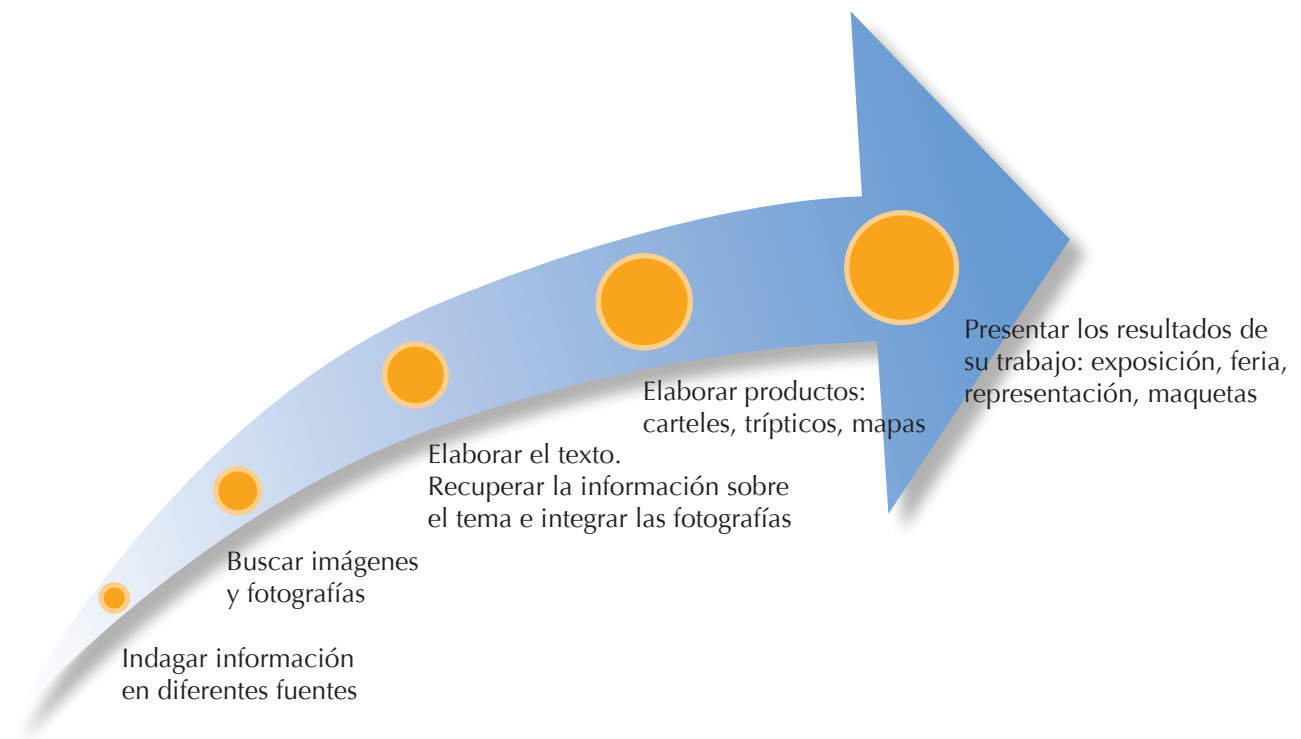 Indagar información
en diferentes fuentes
Buscar imágenes
y fotografías
Elaborar el texto.
Recuperar la información sobre
el tema e integrar las fotografías
Elaborar productos:
carteles, trípticos, mapas
Presentar los resultados de
su trabajo: exposición, feria,
representación, maquetas